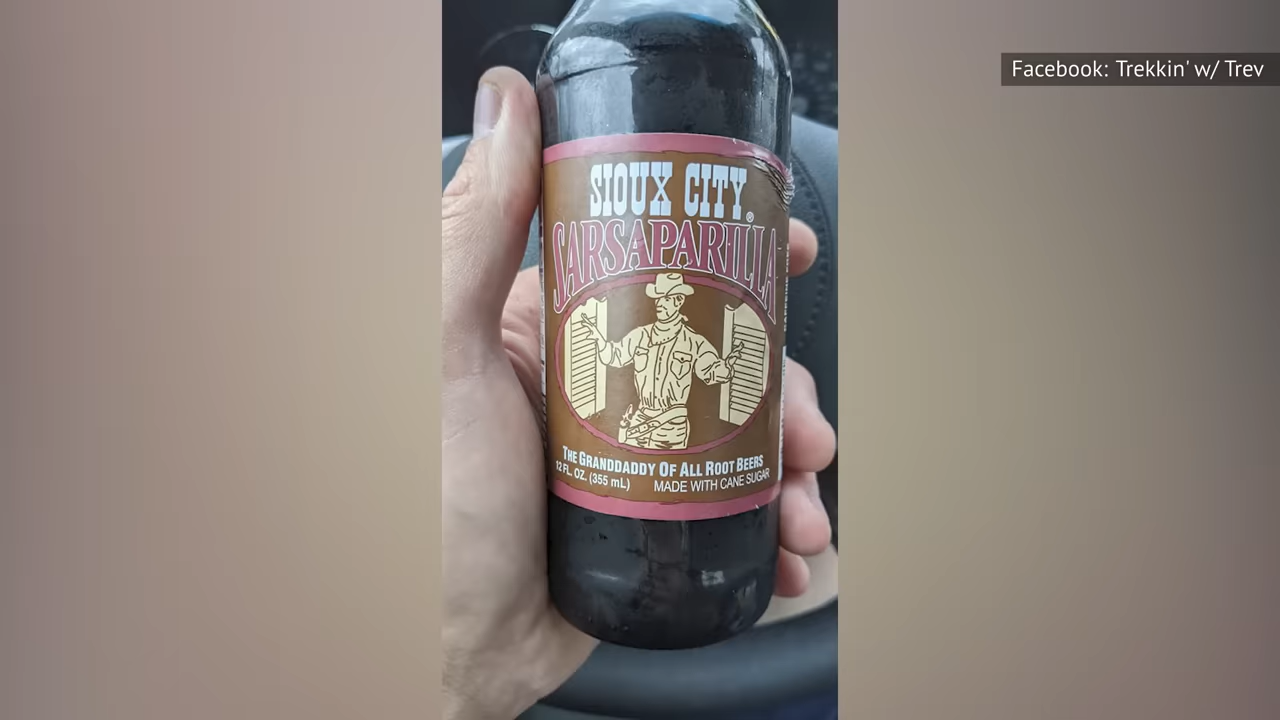 Facebook: Trekkin' w/ Trev
SIOUX CITY®
SARSAPARILLA
THE GRANDDADDY OF ALL ROOT BEERS
12 FL. OZ. (355 mL) MADE WITH CANE SUGAR